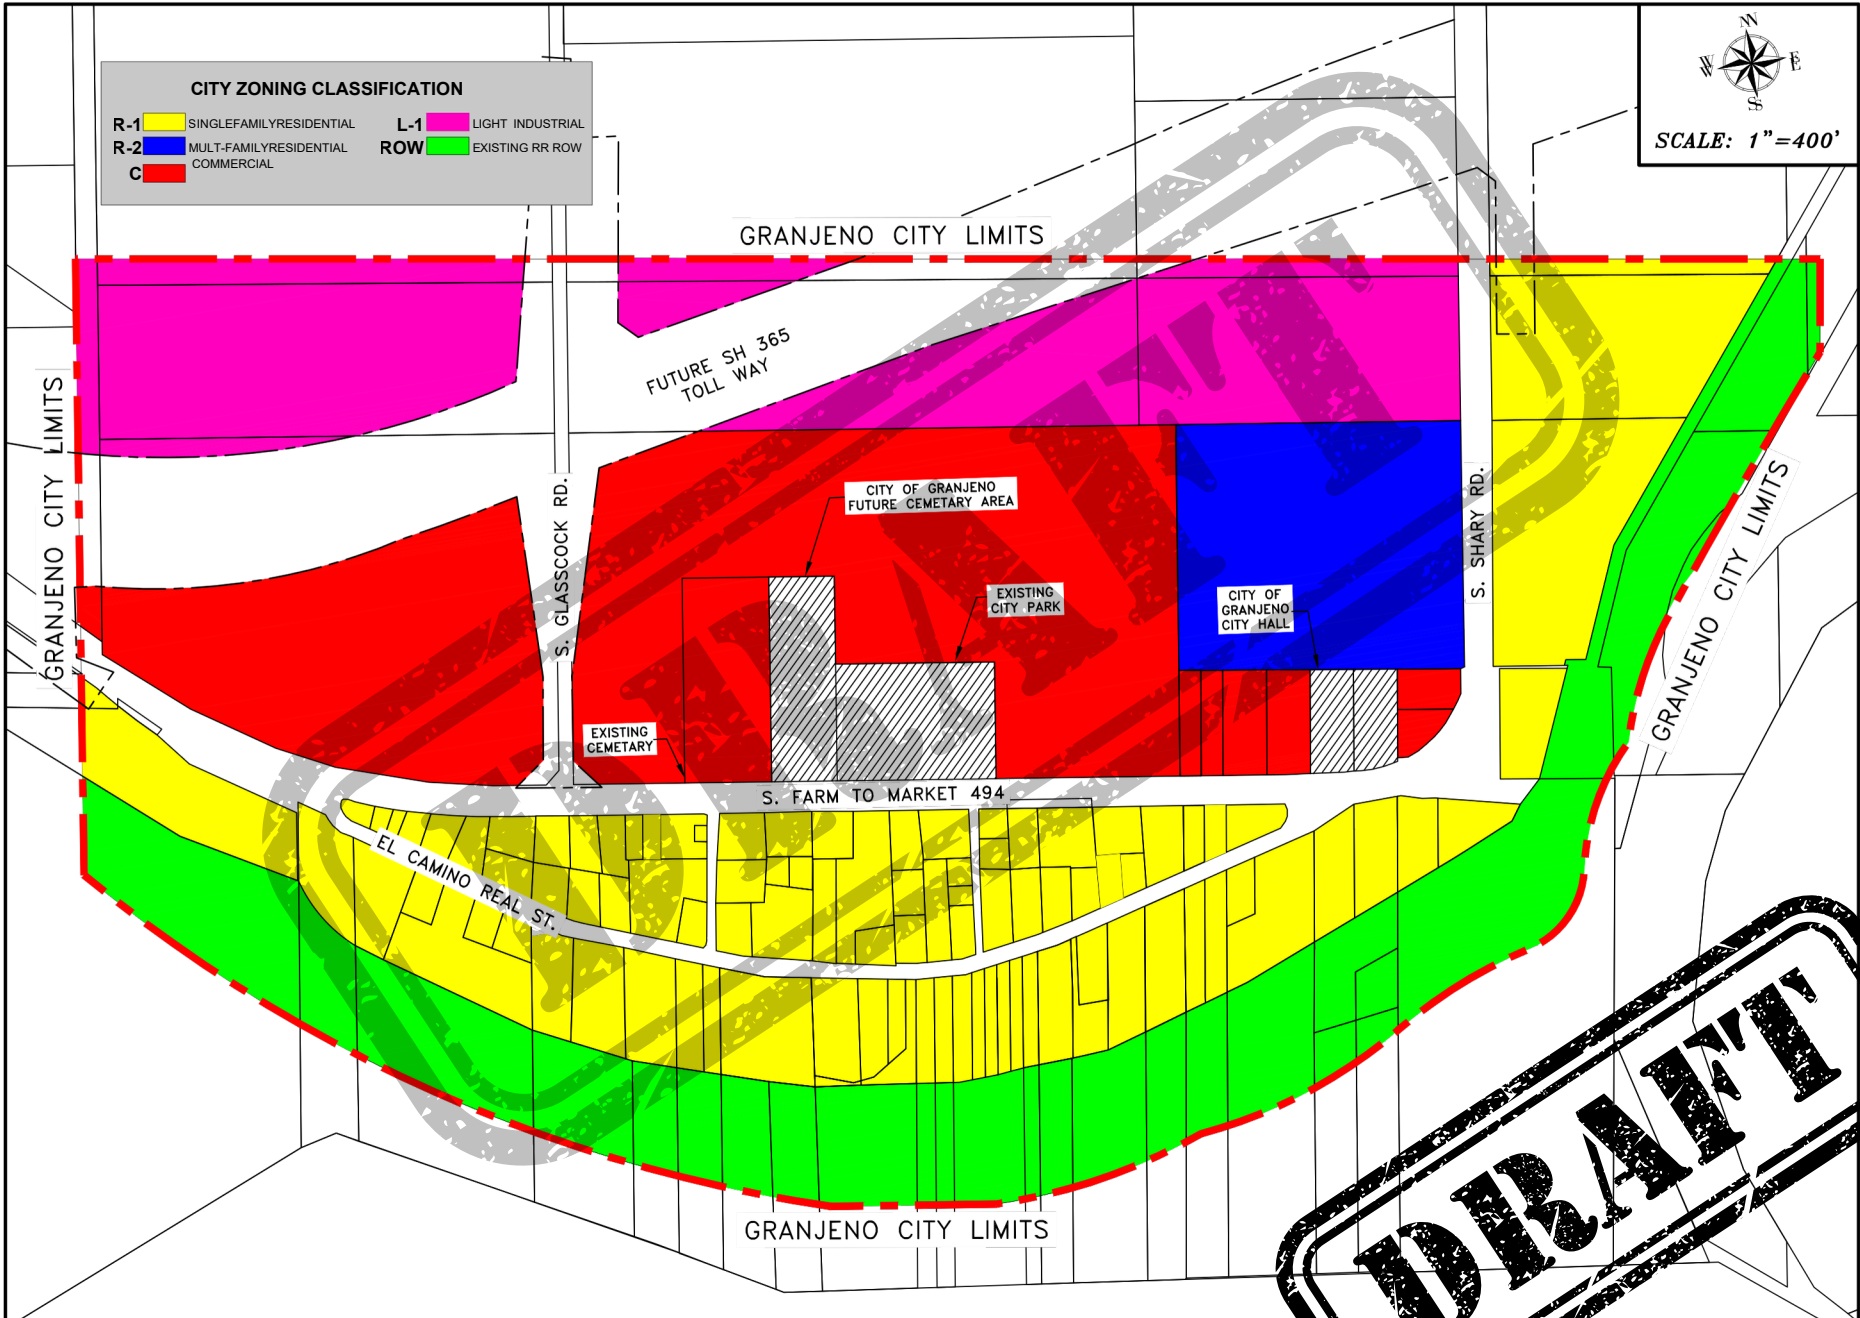 CITY ZONING CLASSIFICATION
R-1 SINGLEFAMILYRESIDENTIAL
R-2 MULT-FAMILYRESIDENTIAL
C COMMERCIAL
L-1 LIGHT INDUSTRIAL
ROW EXISTING RR ROW
N
W
E
S
SCALE: 1"=400'
GRANJENO CITY LIMITS
FUTURE SH 365
TOLL WAY
GRANJENO CITY LIMITS
S. GLASSCOCK RD.
CITY OF GRANJENO
FUTURE CEMETARY AREA
EXISTING
CITY PARK
CITY OF
GRANJENO
CITY HALL
S. SHARY RD.
GRANJENO CITY LIMITS
EXISTING
CEMETARY
S. FARM TO MARKET 494
EL CAMINO REAL ST.
GRANJENO CITY LIMITS
DRAFT
DRAFT